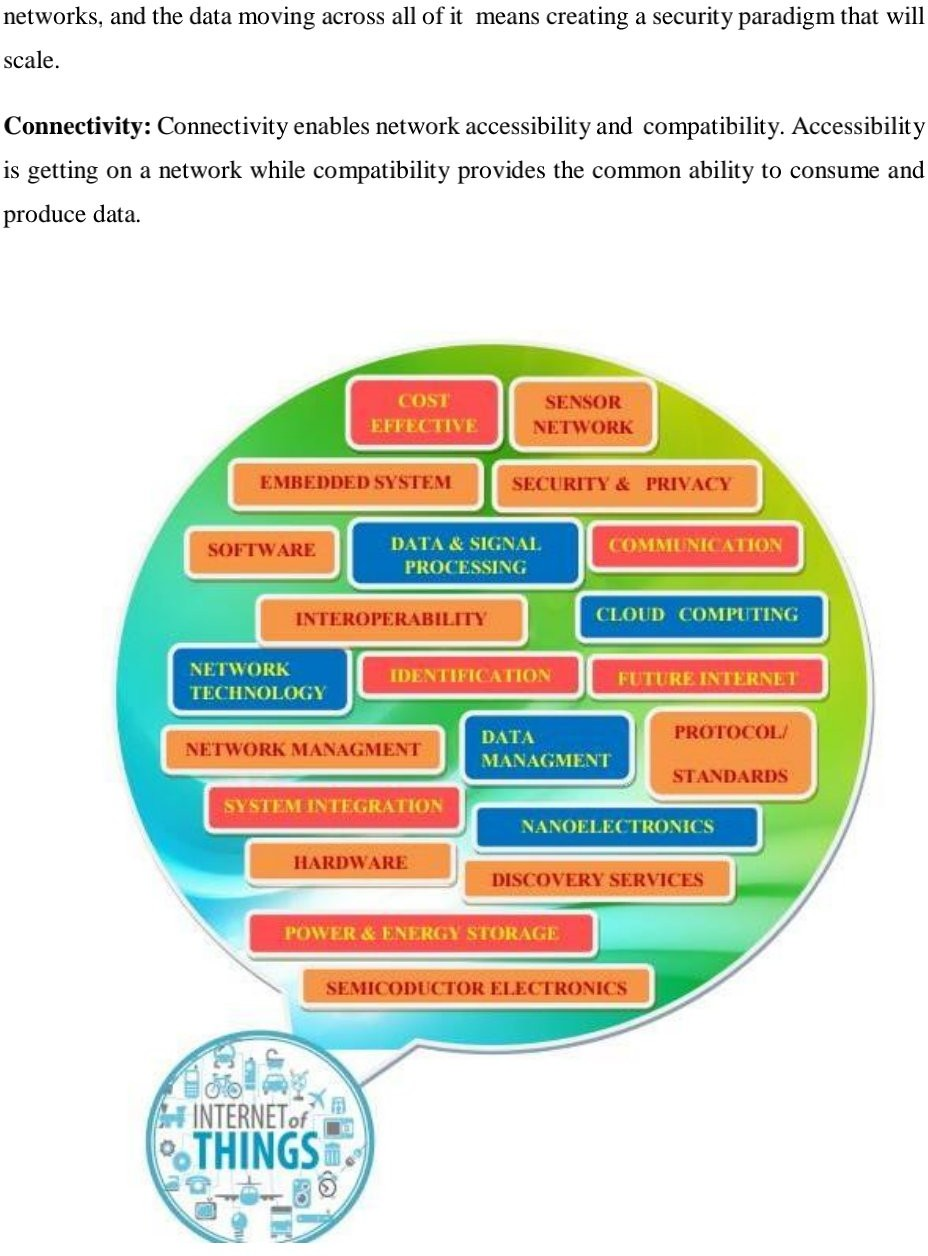 networks, and the data moving across all of it means creating a security paradigm that will
scale.
Connectivity: Connectivity enables network accessibility and compatibility. Accessibility
is getting on a network while compatibility provides the common ability to consume and
produce data.
COST
EFFECTIVE
SENSOR
NETWORK
EMBEDDED SYSTEM
SECURITY & PRIVACY
SOFTWARE
DATA & SIGNAL
PROCESSING
COMMUNICATION
INTEROPERABILITY
CLOUD COMPUTING
NETWORK
TECHNOLOGY
IDENTIFICATION
FUTURE INTERNET
NETWORK MANAGMENT
DATA
MANAGMENT
PROTOCOL/
STANDARDS
SYSTEM INTEGRATION
NANOELECTRONICS
HARDWARE
DISCOVERY SERVICES
POWER & ENERGY STORAGE
SEMICODUCTOR ELECTRONICS
INTERNET of
THINGS